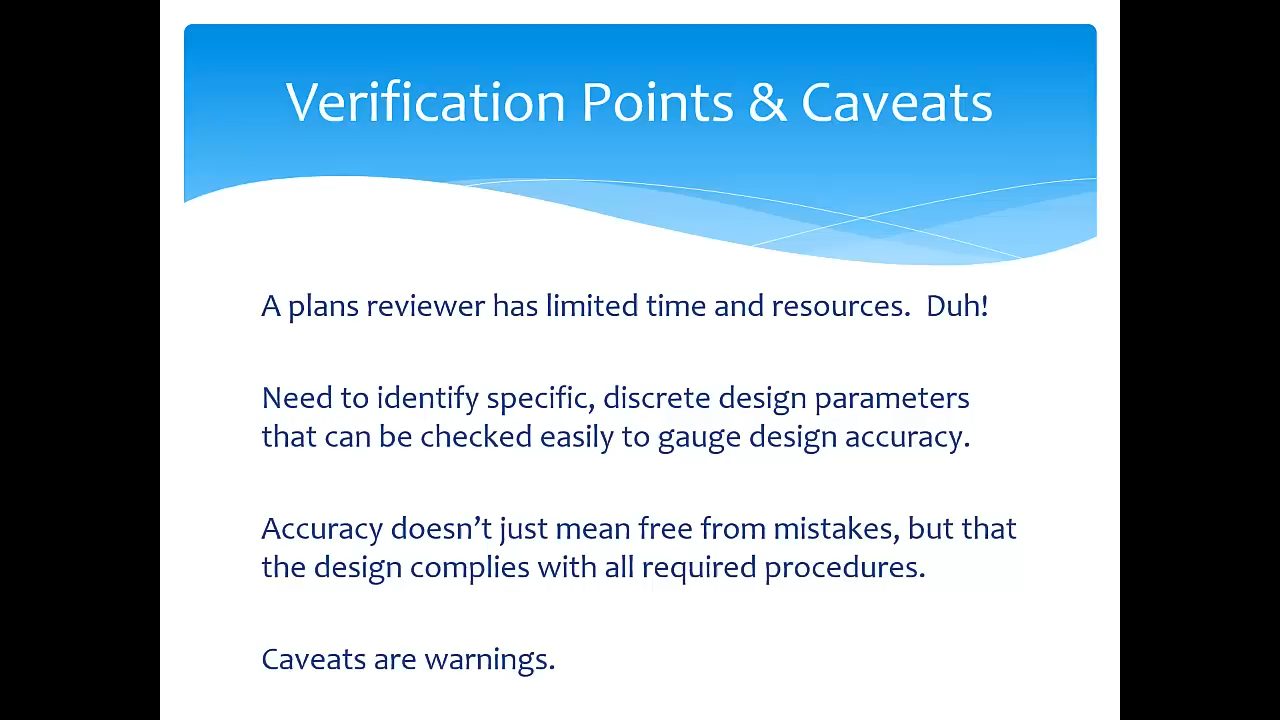 Verification Points & Caveats
A plans reviewer has limited time and resources.  Duh!
Need to identify specific, discrete design parameters
that can be checked easily to gauge design accuracy.
Accuracy doesn’t just mean free from mistakes, but that
the design complies with all required procedures.
Caveats are warnings.